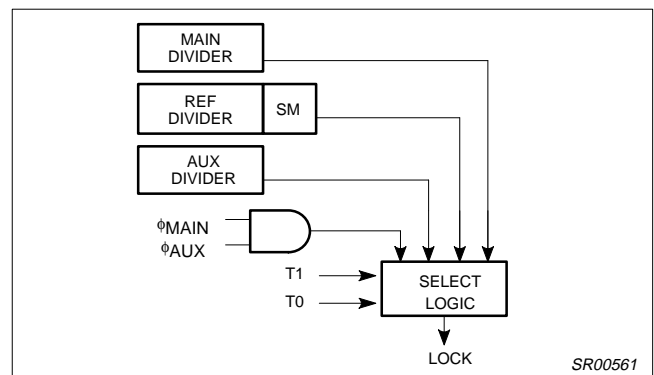 MAIN
DIVIDER
REF
DIVIDER
SM
AUX
DIVIDER
ϕMAIN
ϕAUX
T1
T0
SELECT
LOGIC
LOCK
SR00561